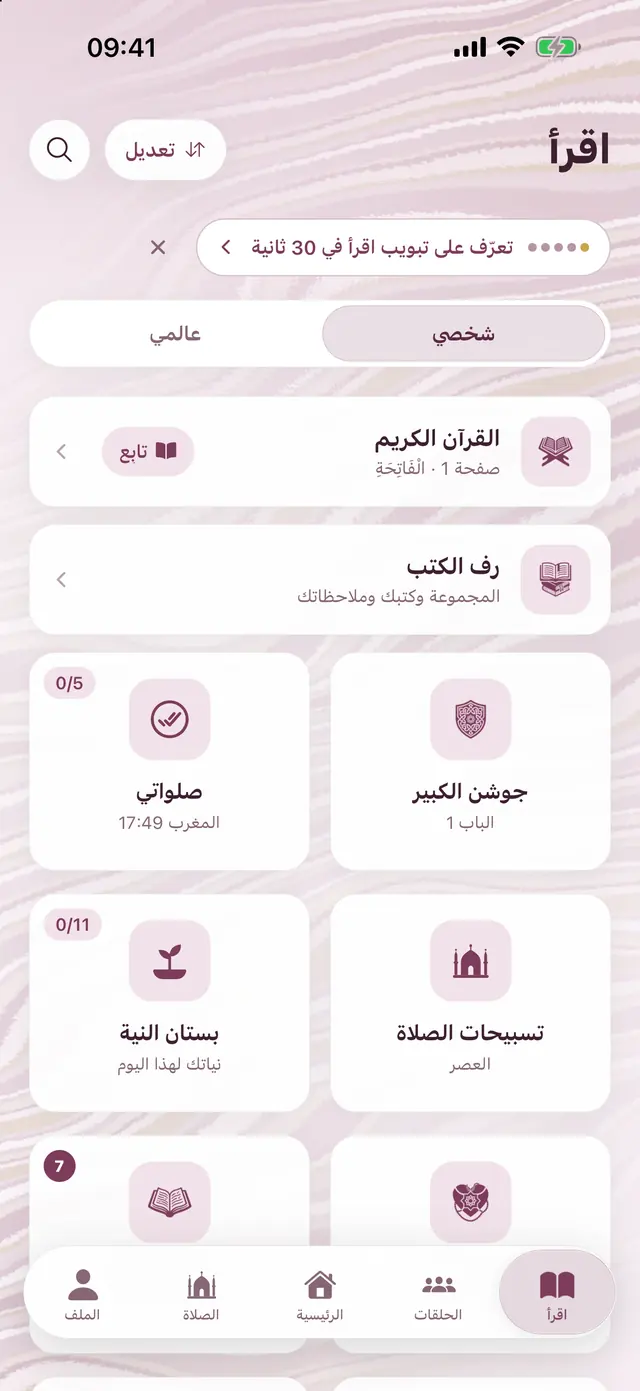 09:41
اقرأ
تعديل
تعرّف على تبويب اقرأ في 30 ثانية
شخصي
عالمي
القرآن الكريم
صفحة 1 · الْفَاتِحَةِ
تابع
رف الكتب
المجموعة وكتبك وملاحظاتك
جوشن الكبير
الباب 1
0/5
صلواتي
المغرب 17:49
تسبيحات الصلاة
العصر
0/11
بستان النية
نياتك لهذا اليوم
7
اقرأ
الحلقات
الرئيسية
الصلاة
الملف